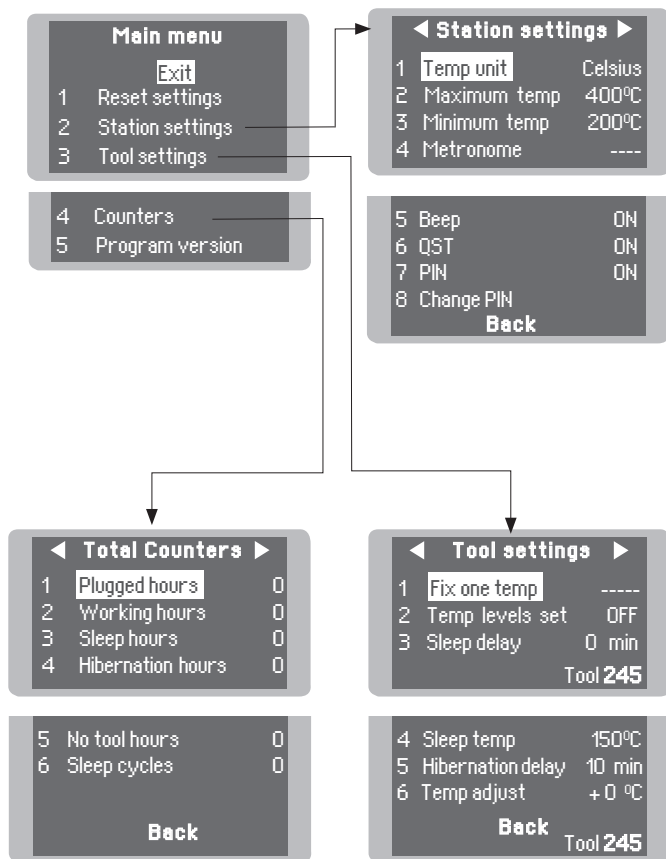 Main menu
Exit
1 Reset settings
2 Station settings
3 Tool settings
4 Counters
5 Program version
◀ Station settings ▶
1 Temp unit Celsius
2 Maximum temp 400ºC
3 Minimum temp 200ºC
4 Metronome ----
5 Beep ON
6 QST ON
7 PIN ON
8 Change PIN
Back
◀ Total Counters ▶
1 Plugged hours 0
2 Working hours 0
3 Sleep hours 0
4 Hibernation hours 0
5 No tool hours 0
6 Sleep cycles 0
Back
◀ Tool settings ▶
1 Fix one temp -----
2 Temp levels set OFF
3 Sleep delay 0 min
Tool 245
4 Sleep temp 150ºC
5 Hibernation delay 10 min
6 Temp adjust +0 ºC
Back
Tool 245